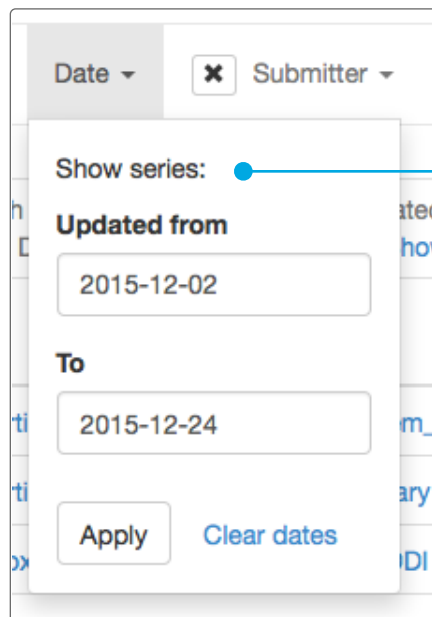 Date Submitter
Show series:
Updated from
2015-12-02
To
2015-12-24
Apply Clear dates